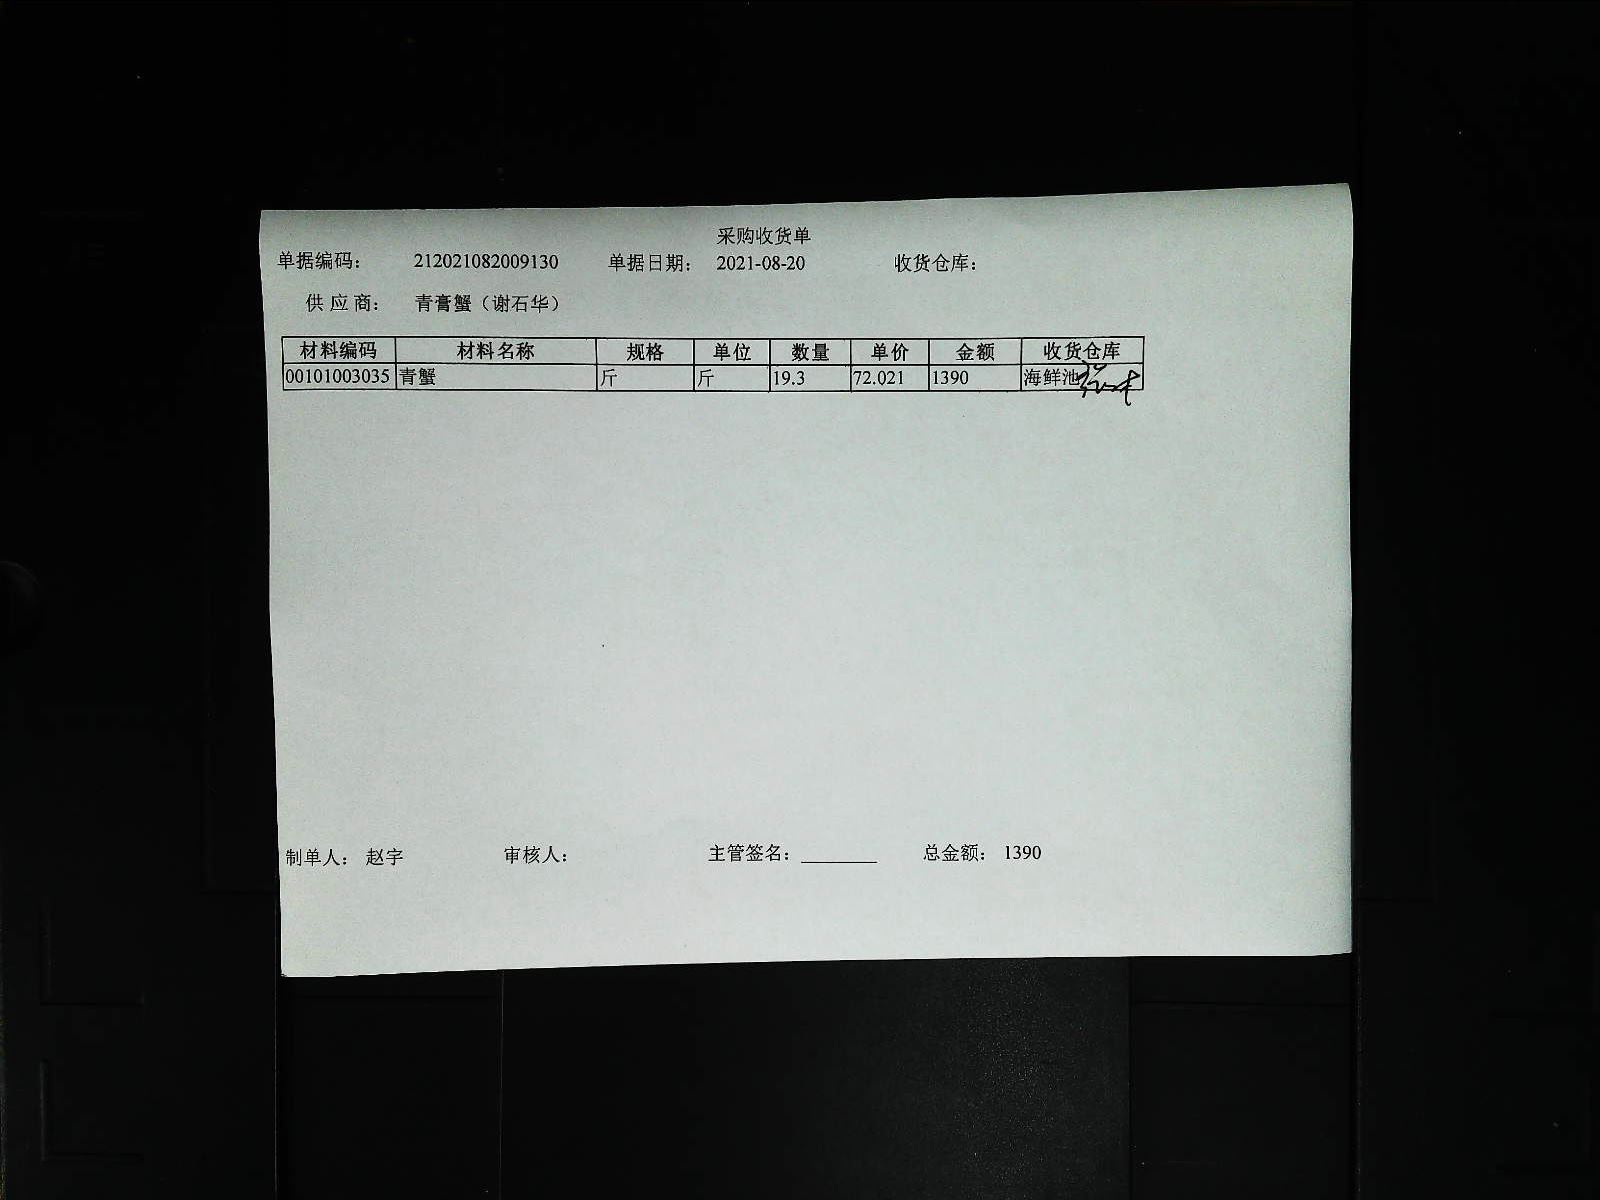 采购收货单
单据编码： 212021082009130 单据日期： 2021-08-20 收货仓库：
供应商： 青膏蟹（谢石华）
材料编码 材料名称 规格 单位 数量 单价 金额 收货仓库
00101003035 青蟹 斤 斤 19.3 72.021 1390 海鲜池
制单人： 赵宇 审核人： 主管签名：________ 总金额： 1390